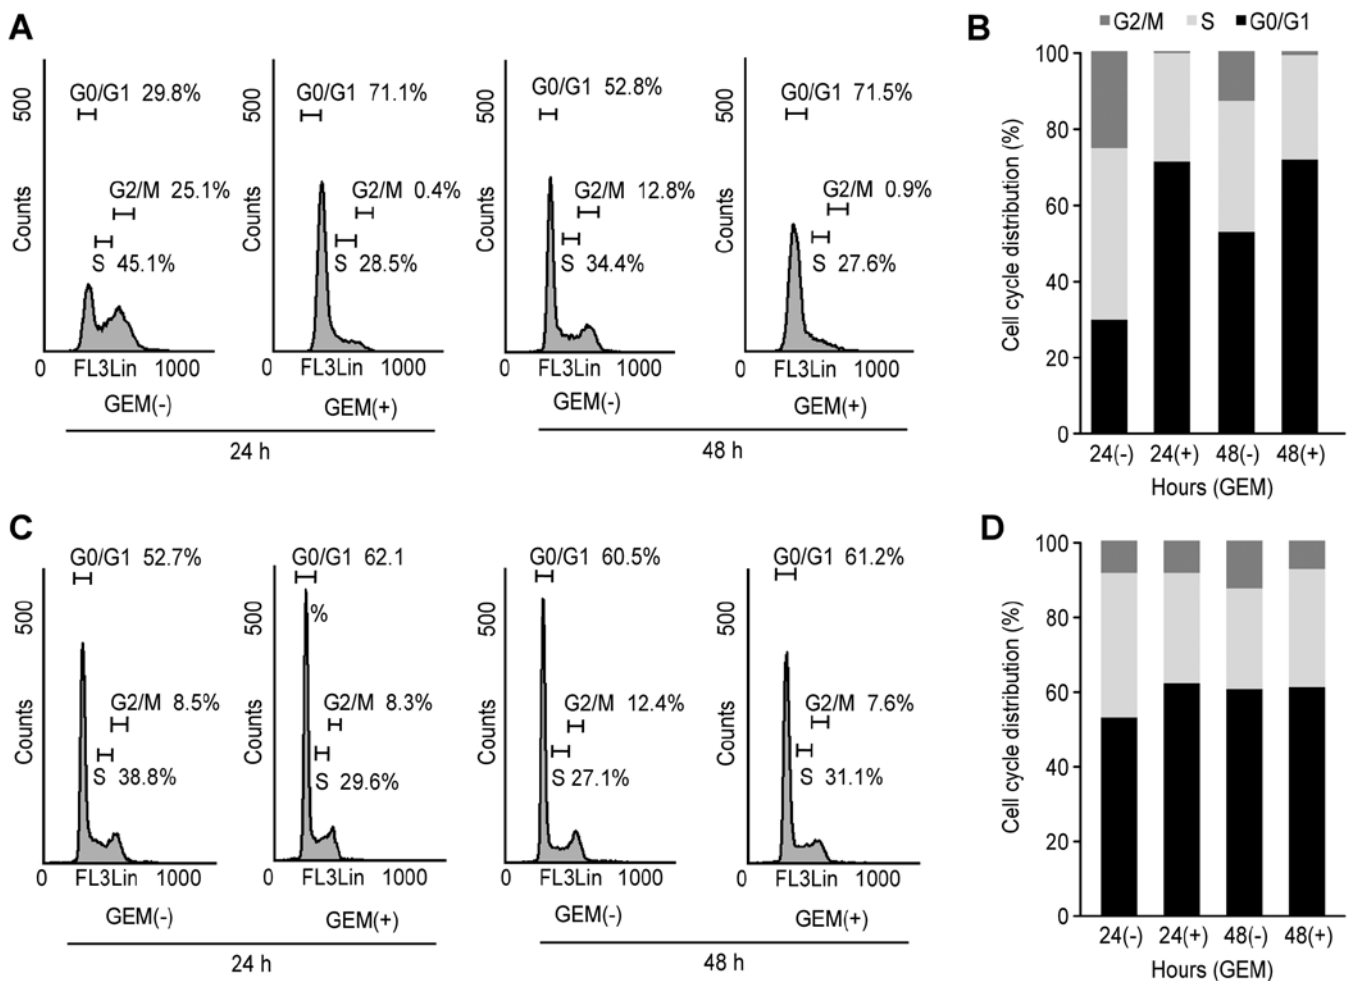 A
500
Counts
G0/G1 29.8%
G2/M 25.1%
S 45.1%
0 FL3Lin 1000
GEM(-)
500
Counts
G0/G1 71.1%
G2/M 0.4%
S 28.5%
0 FL3Lin 1000
GEM(+)
24 h
500
Counts
G0/G1 52.8%
G2/M 12.8%
S 34.4%
0 FL3Lin 1000
GEM(-)
500
Counts
G0/G1 71.5%
G2/M 0.9%
S 27.6%
0 FL3Lin 1000
GEM(+)
48 h
B
G2/M S G0/G1
Cell cycle distribution (%)
100
80
60
40
20
0
24(-) 24(+) 48(-) 48(+)
Hours (GEM)
C
500
Counts
G0/G1 52.7%
G2/M 8.5%
S 38.8%
0 FL3Lin 1000
GEM(-)
500
Counts
G0/G1 62.1
%
G2/M 8.3%
S 29.6%
0 FL3Lin 1000
GEM(+)
24 h
500
Counts
G0/G1 60.5%
G2/M 12.4%
S 27.1%
0 FL3Lin 1000
GEM(-)
500
Counts
G0/G1 61.2%
G2/M 7.6%
S 31.1%
0 FL3Lin 1000
GEM(+)
48 h
D
Cell cycle distribution (%)
100
80
60
40
20
0
24(-) 24(+) 48(-) 48(+)
Hours (GEM)